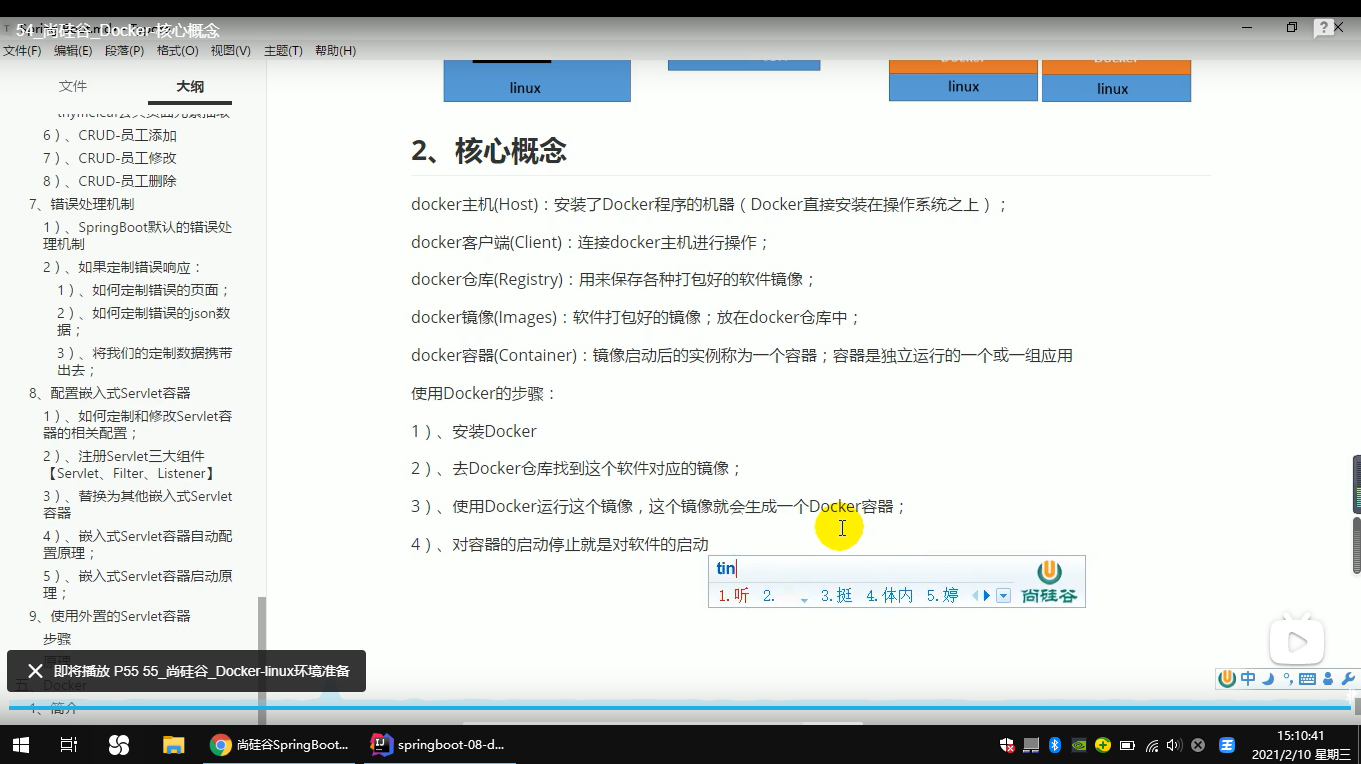 54_尚硅谷_Docker-核心概念
文件(F) 编辑(E) 段落(P) 格式(O) 视图(V) 主题(T) 帮助(H)
文件 大纲
6）、CRUD-员工添加
7）、CRUD-员工修改
8）、CRUD-员工删除
7、错误处理机制
1）、SpringBoot默认的错误处
理机制
2）、如果定制错误响应：
1）、如何定制错误的页面；
2）、如何定制错误的json数
据；
3）、将我们的定制数据携带
出去；
8、配置嵌入式Servlet容器
1）、如何定制和修改Servlet容
器的相关配置；
2）、注册Servlet三大组件
【Servlet、Filter、Listener】
3）、替换为其他嵌入式Servlet
容器
4）、嵌入式Servlet容器自动配
置原理；
5）、嵌入式Servlet容器启动原
理；
9、使用外置的Servlet容器
步骤
五、Docker
1、简介
linux
linux
linux
2、核心概念
docker主机(Host)：安装了Docker程序的机器（Docker直接安装在操作系统之上）；
docker客户端(Client)：连接docker主机进行操作；
docker仓库(Registry)：用来保存各种打包好的软件镜像；
docker镜像(Images)：软件打包好的镜像；放在docker仓库中；
docker容器(Container)：镜像启动后的实例称为一个容器；容器是独立运行的一个或一组应用
使用Docker的步骤：
1）、安装Docker
2）、去Docker仓库找到这个软件对应的镜像；
3）、使用Docker运行这个镜像，这个镜像就会生成一个Docker容器；
4）、对容器的启动停止就是对软件的启动
tin
1.听 2. 3.挺 4.体内 5.婷
尚硅谷
即将播放 P55 55_尚硅谷_Docker-linux环境准备
中
尚硅谷SpringBoot...
springboot-08-d...
15:10:41
2021/2/10 星期三